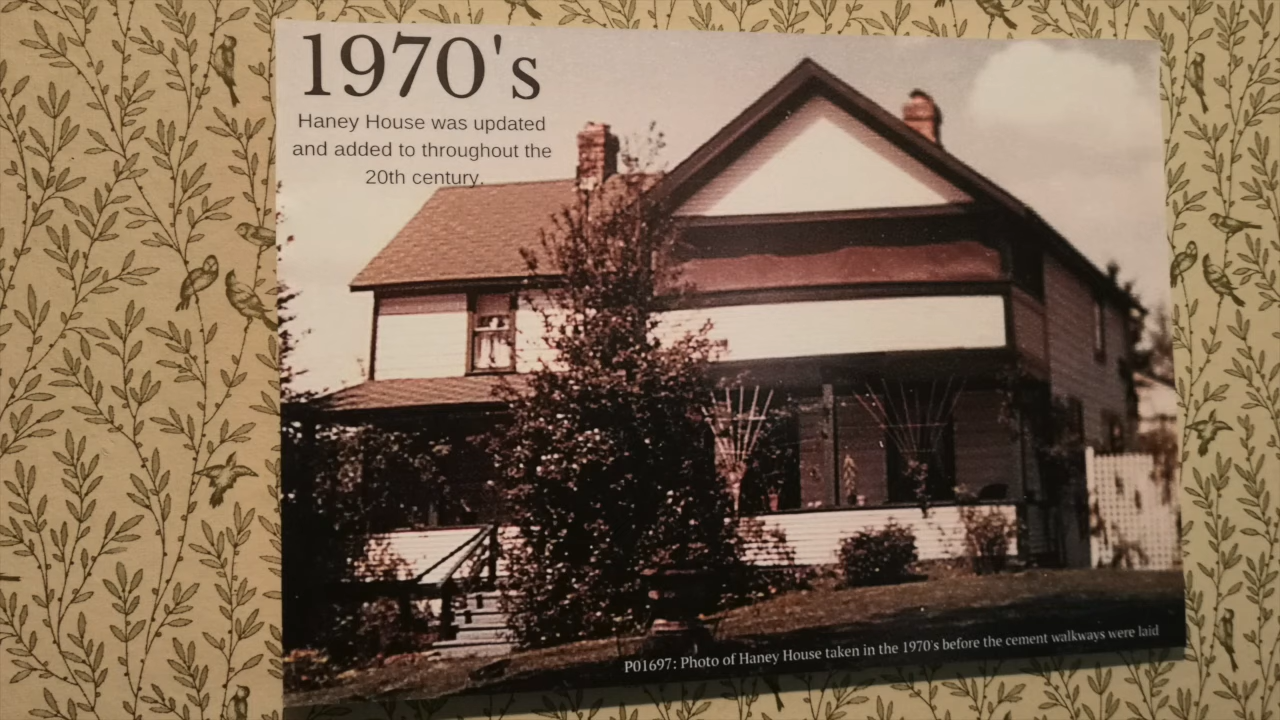 1970's
Haney House was updated
and added to throughout the
20th century.
P01697: Photo of Haney House taken in the 1970's before the cement walkways were laid